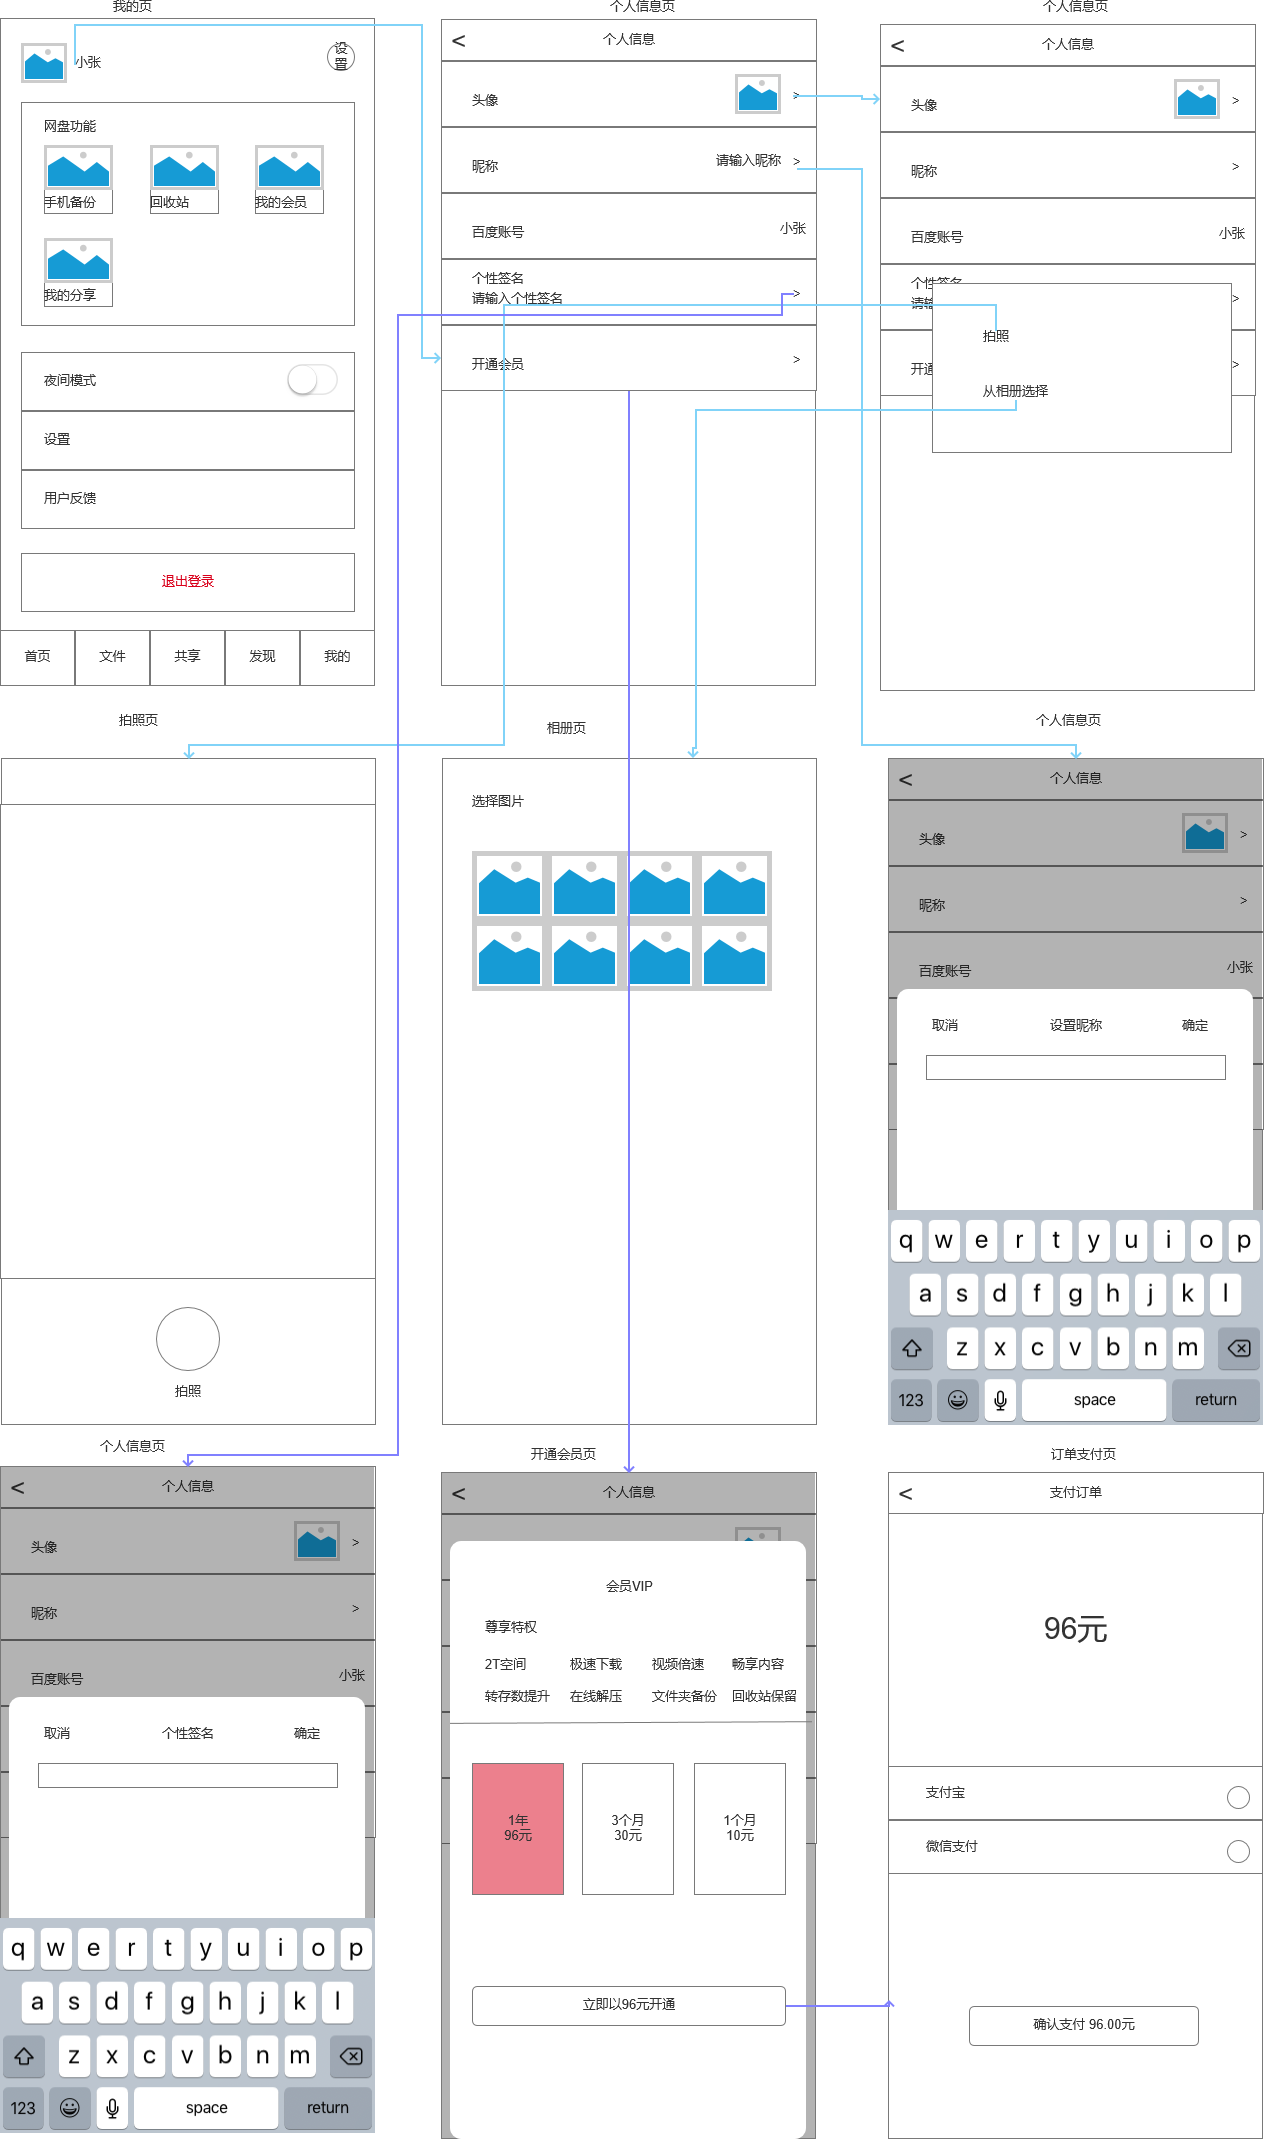 我的页
小张
设置
网盘功能
手机备份
回收站
我的会员
我的分享
夜间模式
设置
用户反馈
退出登录
首页
文件
共享
发现
我的
个人信息页
<
个人信息
头像
>
昵称
请输入昵称
>
百度账号
小张
个性签名
请输入个性签名
>
开通会员
>
个人信息页
<
个人信息
头像
>
昵称
>
百度账号
小张
个性签名
请输
>
开通
>
拍照
从相册选择
拍照页
拍照
相册页
选择图片
个人信息页
<
个人信息
头像
>
昵称
>
百度账号
小张
取消
设置昵称
确定
q w e r t y u i o p
a s d f g h j k l
z x c v b n m
123
space
return
个人信息页
<
个人信息
头像
>
昵称
>
百度账号
小张
取消
个性签名
确定
q w e r t y u i o p
a s d f g h j k l
z x c v b n m
123
space
return
开通会员页
<
个人信息
会员VIP
尊享特权
2T空间
极速下载
视频倍速
畅享内容
转存数提升
在线解压
文件夹备份
回收站保留
1年
96元
3个月
30元
1个月
10元
立即以96元开通
订单支付页
<
支付订单
96元
支付宝
微信支付
确认支付 96.00元